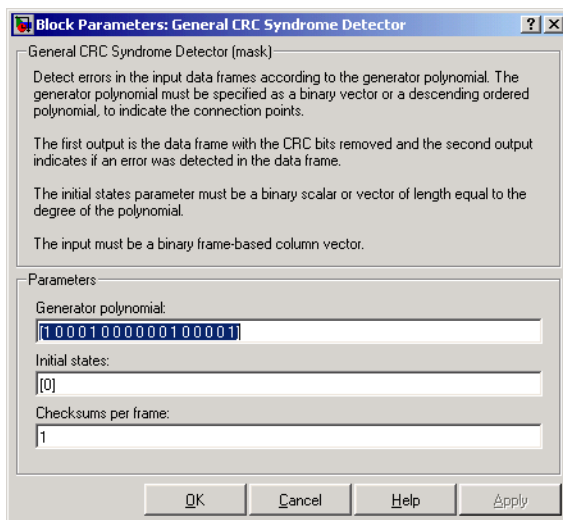 Block Parameters: General CRC Syndrome Detector
General CRC Syndrome Detector (mask)
Detect errors in the input data frames according to the generator polynomial. The
generator polynomial must be specified as a binary vector or a descending ordered
polynomial, to indicate the connection points.
The first output is the data frame with the CRC bits removed and the second output
indicates if an error was detected in the data frame.
The initial states parameter must be a binary scalar or vector of length equal to the
degree of the polynomial.
The input must be a binary frame-based column vector.
Parameters
Generator polynomial:
[1 0 0 0 1 0 0 0 0 0 0 1 0 0 0 0 1]
Initial states:
[0]
Checksums per frame:
1
OK Cancel Help Apply